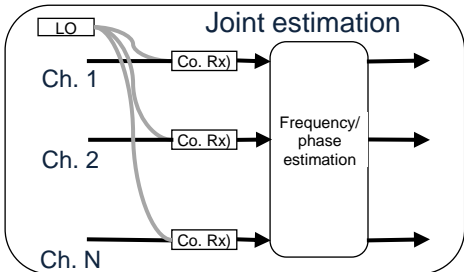 Joint estimation
LO
Co. Rx)
Ch. 1
Frequency/
phase
estimation
Co. Rx)
Ch. 2
Co. Rx)
Ch. N